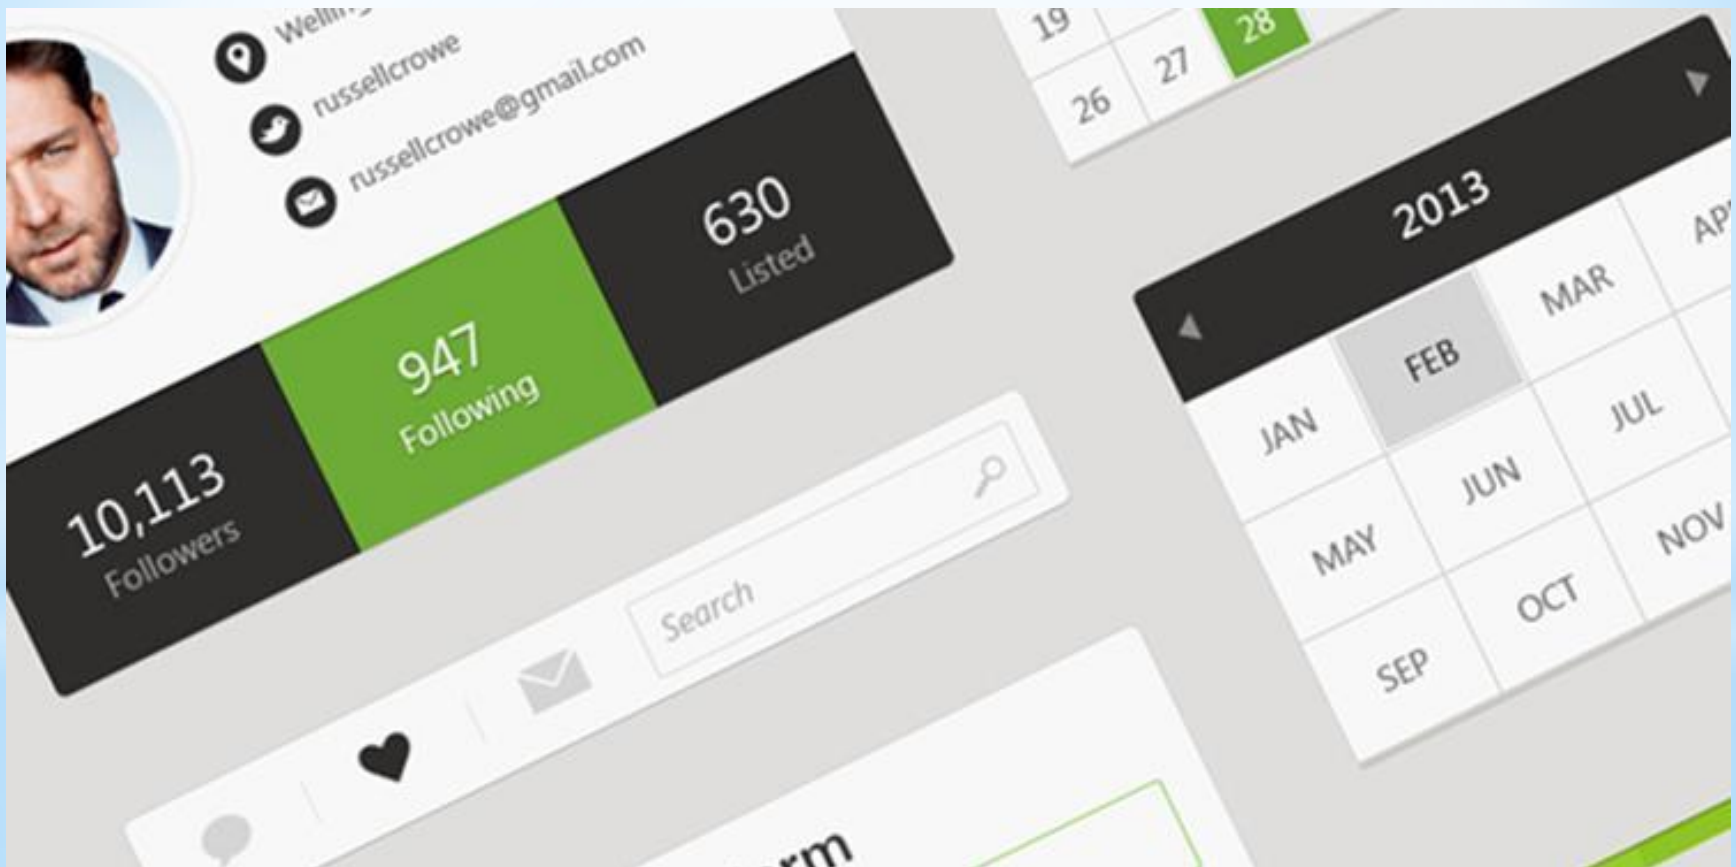 russellcrowe
russellcrowe@gmail.com
10,113
Followers
947
Following
630
Listed
Search
19
26 27 28
2013
JAN FEB MAR
MAY JUN JUL
SEP OCT NOV